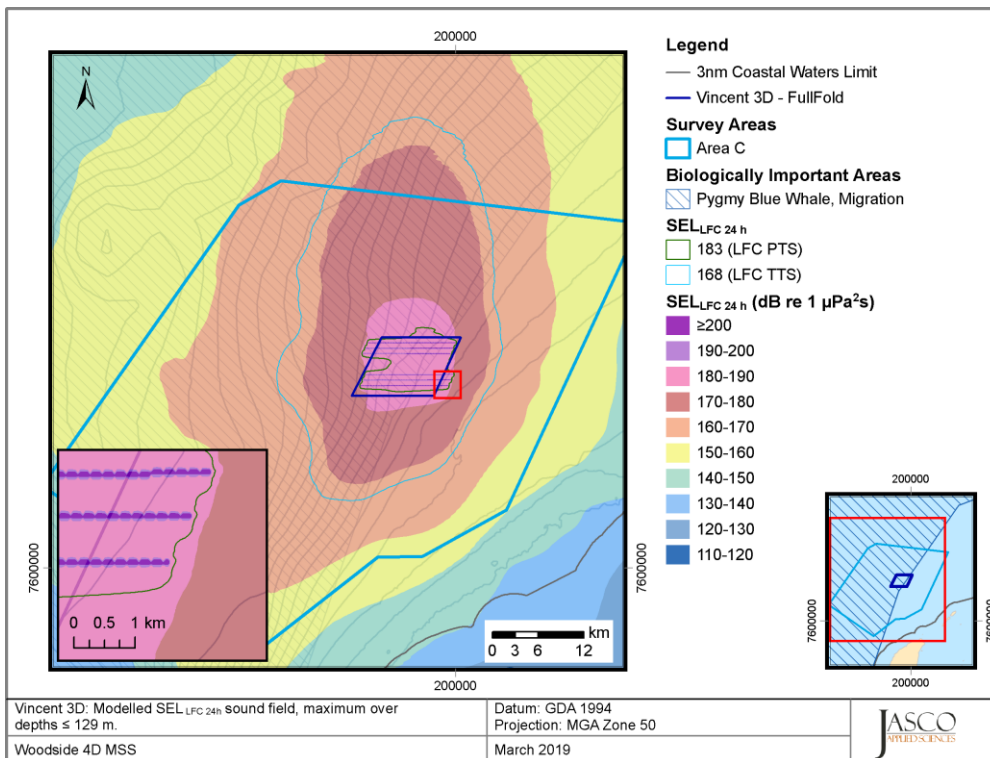 200000
N
7600000
7600000
200000
0 0.5 1 km
0 3 6 12 km
Legend
3nm Coastal Waters Limit
Vincent 3D - FullFold
Survey Areas
Area C
Biologically Important Areas
Pygmy Blue Whale, Migration
SEL LFC 24 h
183 (LFC PTS)
168 (LFC TTS)
SEL LFC 24 h (dB re 1 µPa²s)
≥200
190-200
180-190
170-180
160-170
150-160
140-150
130-140
120-130
110-120
200000
7600000
7600000
200000
Vincent 3D: Modelled SEL LFC 24h sound field, maximum over
depths ≤ 129 m.
Woodside 4D MSS
Datum: GDA 1994
Projection: MGA Zone 50
March 2019
JASCO
APPLIED SCIENCES